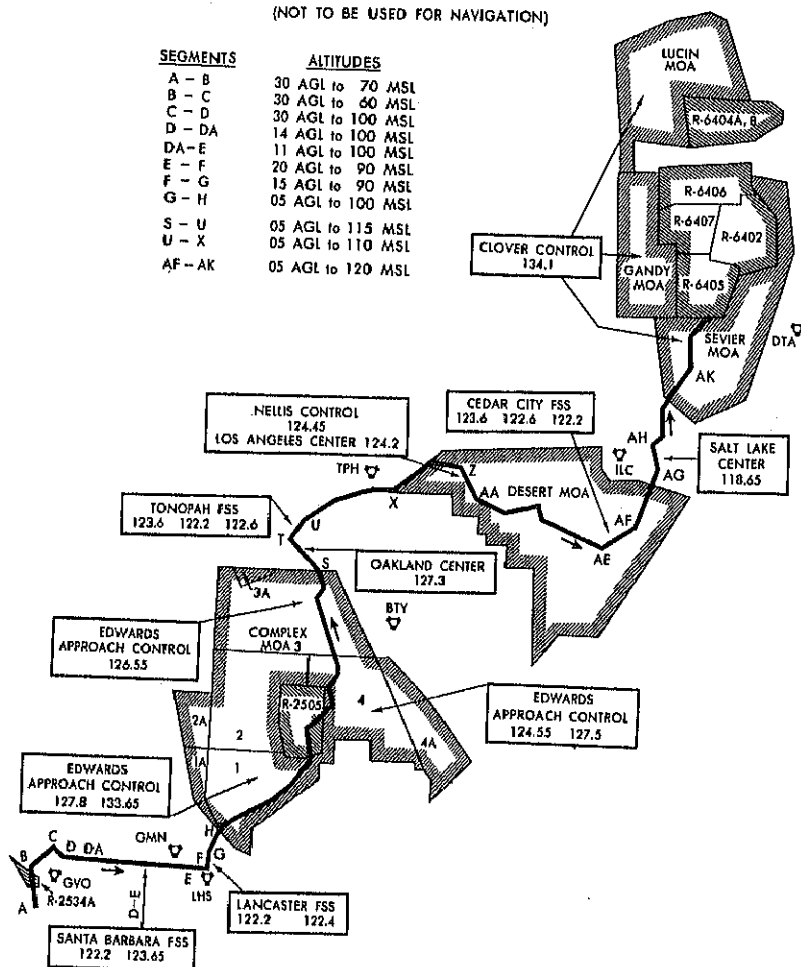 (NOT TO BE USED FOR NAVIGATION)
SEGMENTS ALTITUDES
A - B 30 AGL to 70 MSL
B - C 30 AGL to 60 MSL
C - D 30 AGL to 100 MSL
D - DA 14 AGL to 100 MSL
DA-E 11 AGL to 100 MSL
E - F 20 AGL to 90 MSL
F - G 15 AGL to 90 MSL
G - H 05 AGL to 100 MSL
S - U 05 AGL to 115 MSL
U - X 05 AGL to 110 MSL
AF - AK 05 AGL to 120 MSL
LUCIN
MOA
R-6404A, B
R-6406
R-6407
R-6402
CLOVER CONTROL
134.1
GANDY
MOA
R-6405
SEVIER
MOA
DTA
AK
NELLIS CONTROL
124.45
LOS ANGELES CENTER 124.2
CEDAR CITY FSS
123.6 122.6 122.2
AH
SALT LAKE
CENTER
118.65
TPH
Z
ILC
AG
X
AA
DESERT MOA
TONOPAH FSS
123.6 122.2 122.6
U
AF
T
AE
S
OAKLAND CENTER
127.3
3A
BTY
EDWARDS
APPROACH CONTROL
126.55
COMPLEX
MOA 3
R-2505
4
EDWARDS
APPROACH CONTROL
124.55 127.5
2A
2
4A
1A
1
EDWARDS
APPROACH CONTROL
127.8 133.65
H
C
D DA
GMN
F
G
B
GVO
E
A
R-2534A
LHS
D-E
LANCASTER FSS
122.2 122.4
SANTA BARBARA FSS
122.2 123.65